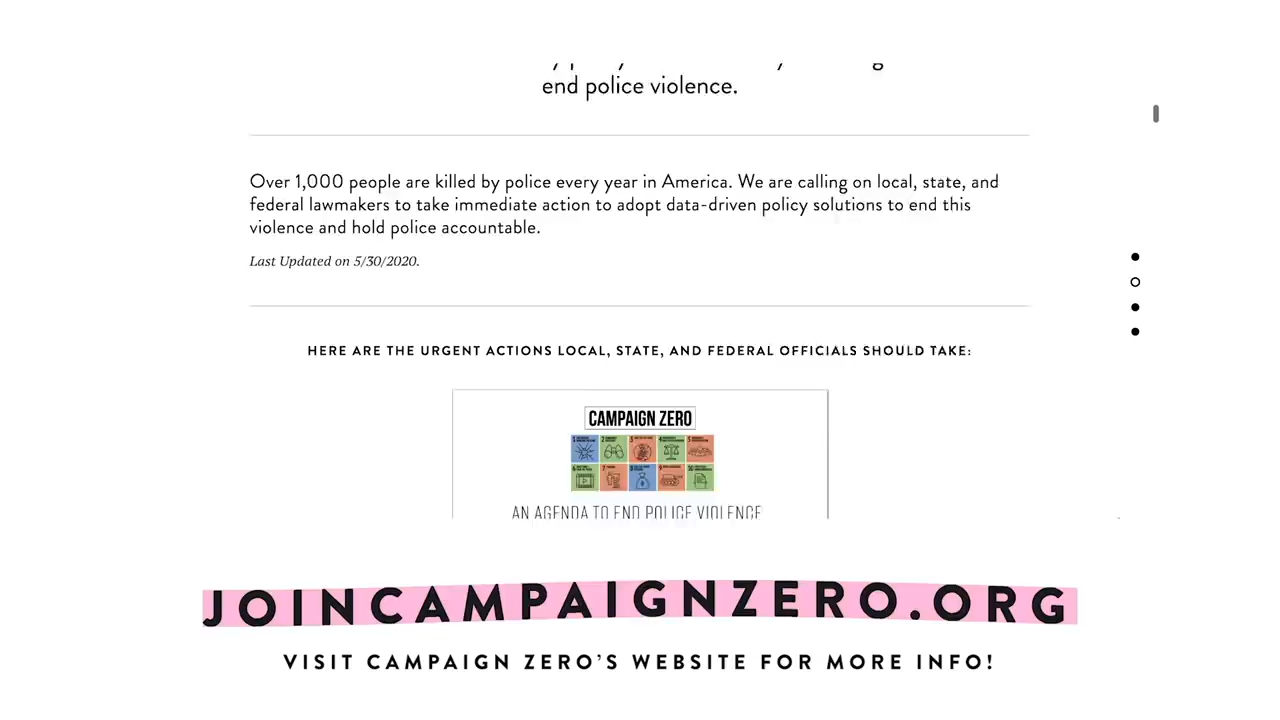 end police violence.
Over 1,000 people are killed by police every year in America. We are calling on local, state, and
federal lawmakers to take immediate action to adopt data-driven policy solutions to end this
violence and hold police accountable.
Last Updated on 5/30/2020.
HERE ARE THE URGENT ACTIONS LOCAL, STATE, AND FEDERAL OFFICIALS SHOULD TAKE:
CAMPAIGN ZERO
AN AGENDA TO END POLICE VIOLENCE
JOINCAMPAIGNZERO.ORG
VISIT CAMPAIGN ZERO’S WEBSITE FOR MORE INFO!